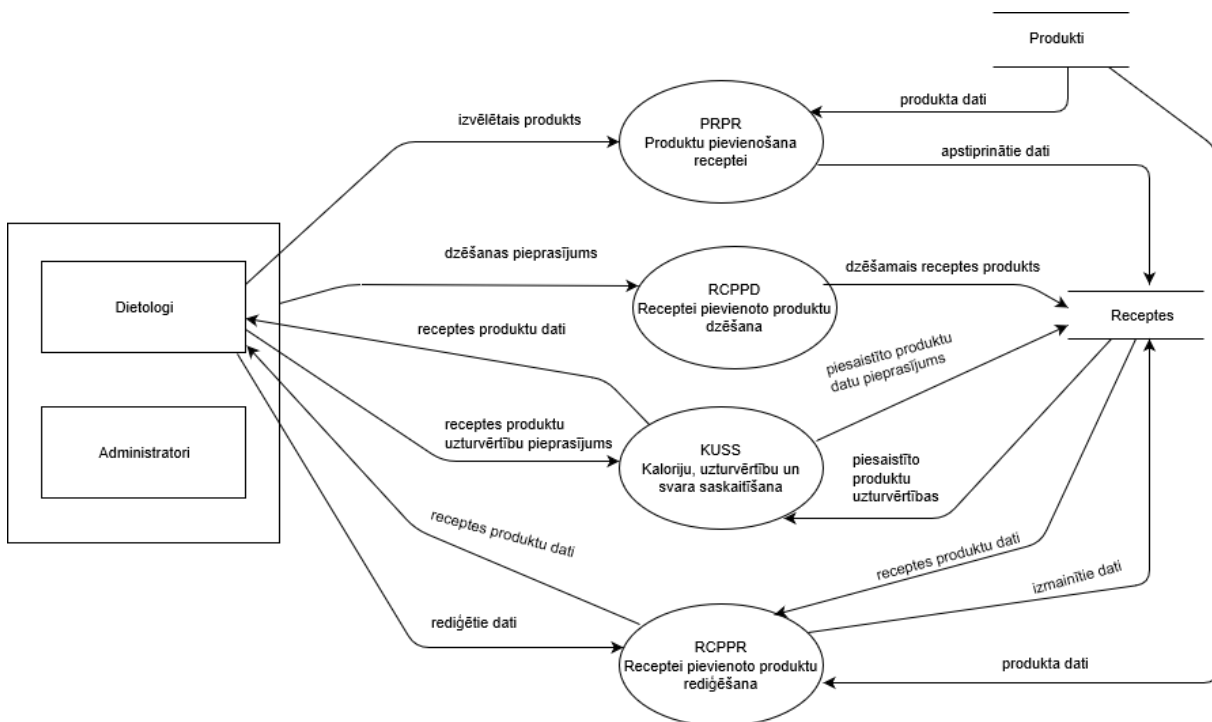 Produkti
produkta dati
izvēlētais produkts
PRPR
Produktu pievienošana
receptei
apstiprinātie dati
dzēšanas pieprasījums
RCPPD
Receptei pievienoto produktu
dzēšana
dzēšamais receptes produkts
Dietologi
Receptes
receptes produktu dati
piesaistīto produktu
datu pieprasījums
Administratori
receptes produktu
uzturvērtību pieprasījums
KUSS
Kaloriju, uzturvērtību un
svara saskaitīšana
piesaistīto
produktu
uzturvērtības
receptes produktu dati
receptes produktu dati
izmainītie dati
rediģētie dati
RCPPR
Receptei pievienoto produktu
rediģēšana
produkta dati